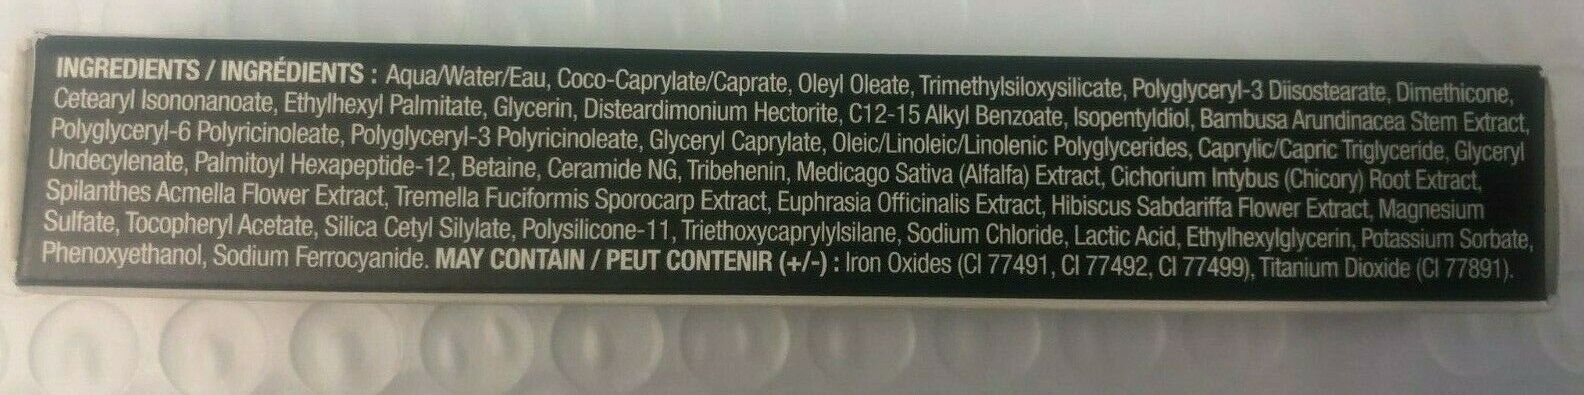 INGREDIENTS / INGRÉDIENTS : Aqua/Water/Eau, Coco-Caprylate/Caprate, Oleyl Oleate, Trimethylsiloxysilicate, Polyglyceryl-3 Diisostearate, Dimethicone,
Cetearyl Isononanoate, Ethylhexyl Palmitate, Glycerin, Disteardimonium Hectorite, C12-15 Alkyl Benzoate, Isopentyldiol, Bambusa Arundinacea Stem Extract,
Polyglyceryl-6 Polyricinoleate, Polyglyceryl-3 Polyricinoleate, Glyceryl Caprylate, Oleic/Linoleic/Linolenic Polyglycerides, Caprylic/Capric Triglyceride, Glyceryl
Undecylenate, Palmitoyl Hexapeptide-12, Betaine, Ceramide NG, Tribehenin, Medicago Sativa (Alfalfa) Extract, Cichorium Intybus (Chicory) Root Extract,
Spilanthes Acmella Flower Extract, Tremella Fuciformis Sporocarp Extract, Euphrasia Officinalis Extract, Hibiscus Sabdariffa Flower Extract, Magnesium
Sulfate, Tocopheryl Acetate, Silica Cetyl Silylate, Polysilicone-11, Triethoxycaprylylsilane, Sodium Chloride, Lactic Acid, Ethylhexylglycerin, Potassium Sorbate,
Phenoxyethanol, Sodium Ferrocyanide. MAY CONTAIN / PEUT CONTENIR (+/-) : Iron Oxides (CI 77491, CI 77492, CI 77499), Titanium Dioxide (CI 77891).